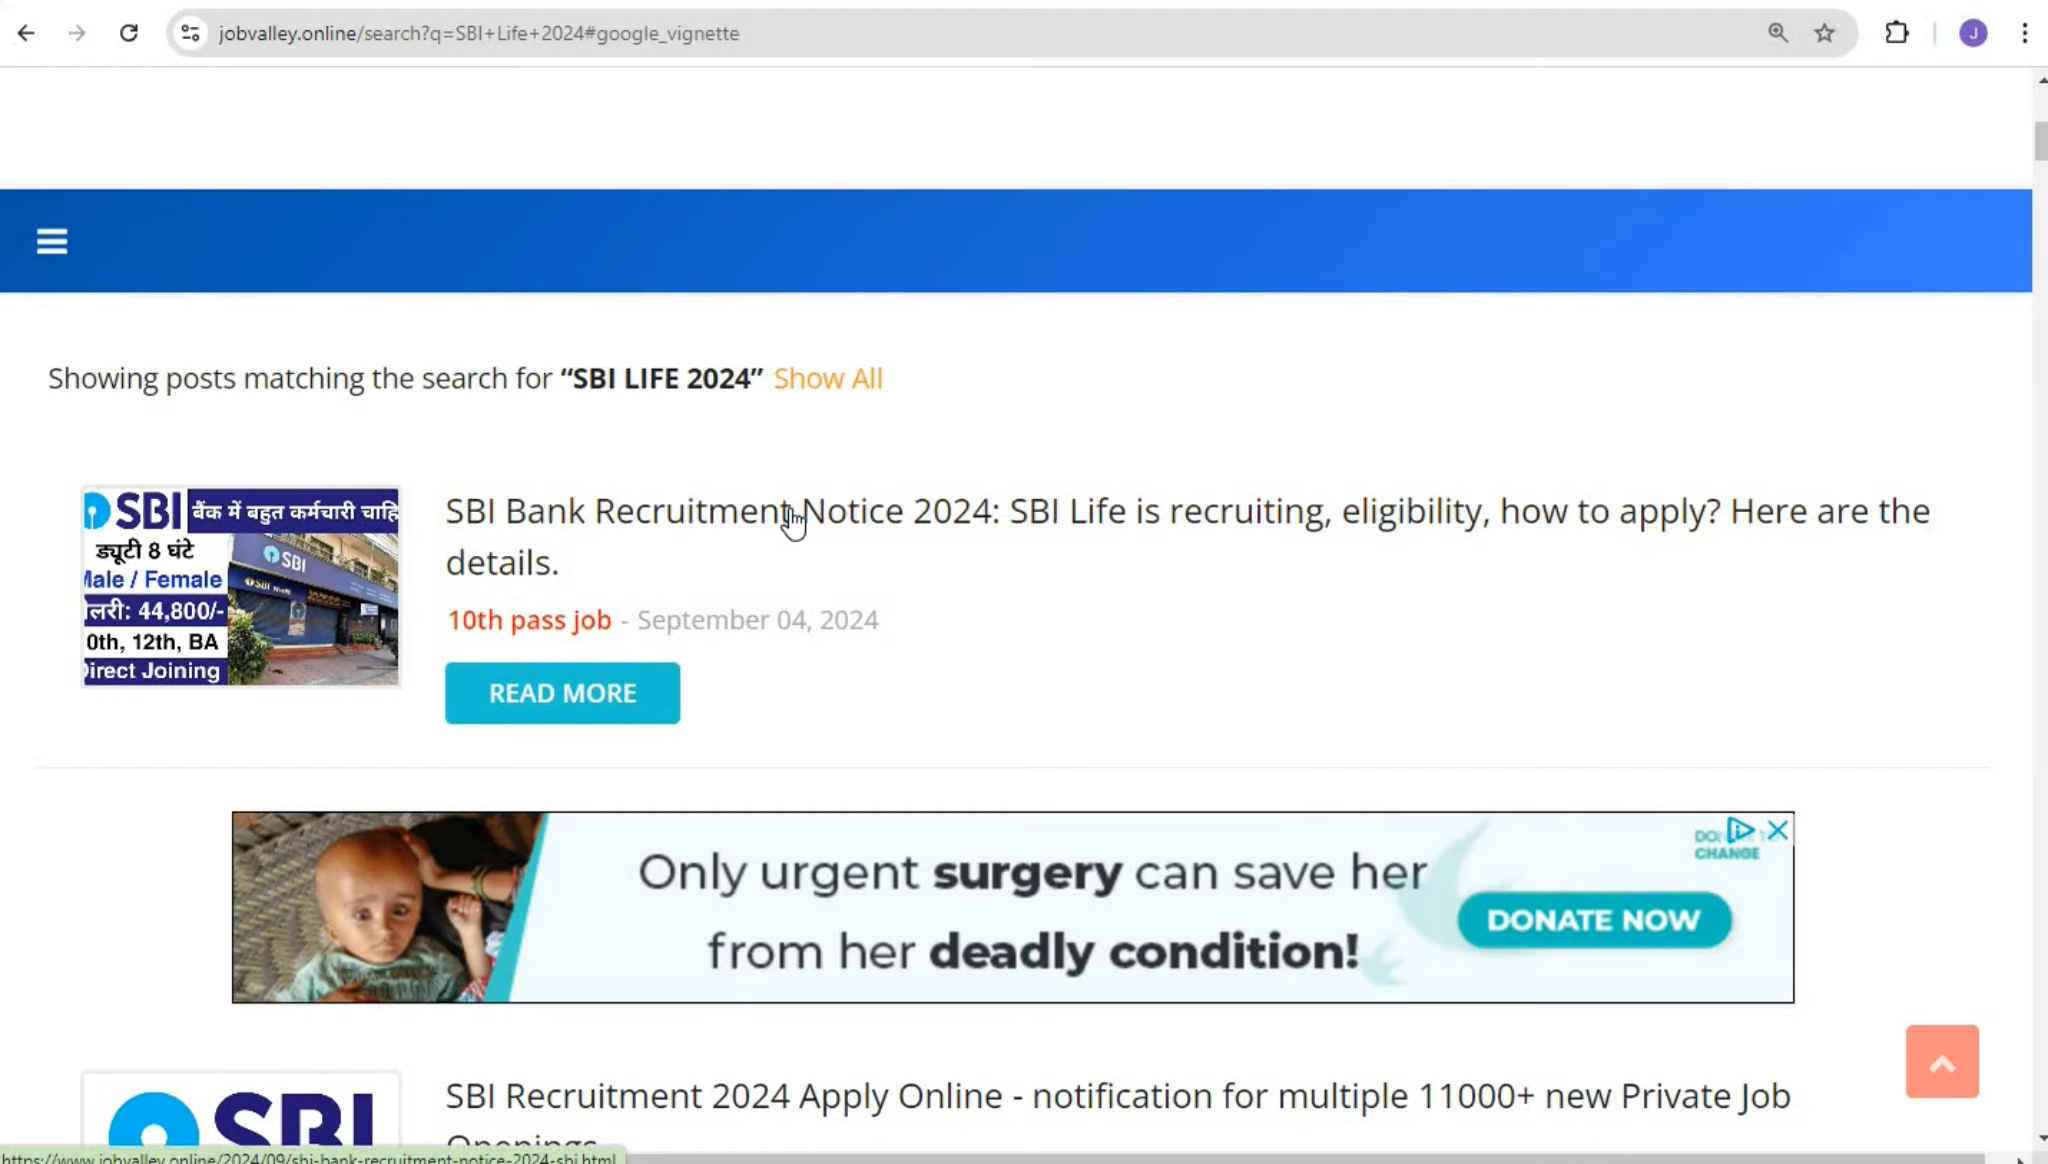 jobvalley.online/search?q=SBI+Life+2024#google_vignette
J
Showing posts matching the search for “SBI LIFE 2024” Show All
SBI बैंक में बहुत कर्मचारी चाहि
ड्यूटी 8 घंटे
Male / Female
लरी: 44,800/-
0th, 12th, BA
Direct Joining
SBI
SBI Bank Recruitment Notice 2024: SBI Life is recruiting, eligibility, how to apply? Here are the
details.
10th pass job - September 04, 2024
READ MORE
Only urgent surgery can save her
from her deadly condition!
CHANGE
DONATE NOW
SBI
SBI Recruitment 2024 Apply Online - notification for multiple 11000+ new Private Job
Openings
https://www.jobvalley.online/2024/09/sbi-bank-recruitment-notice-2024-sbi.html